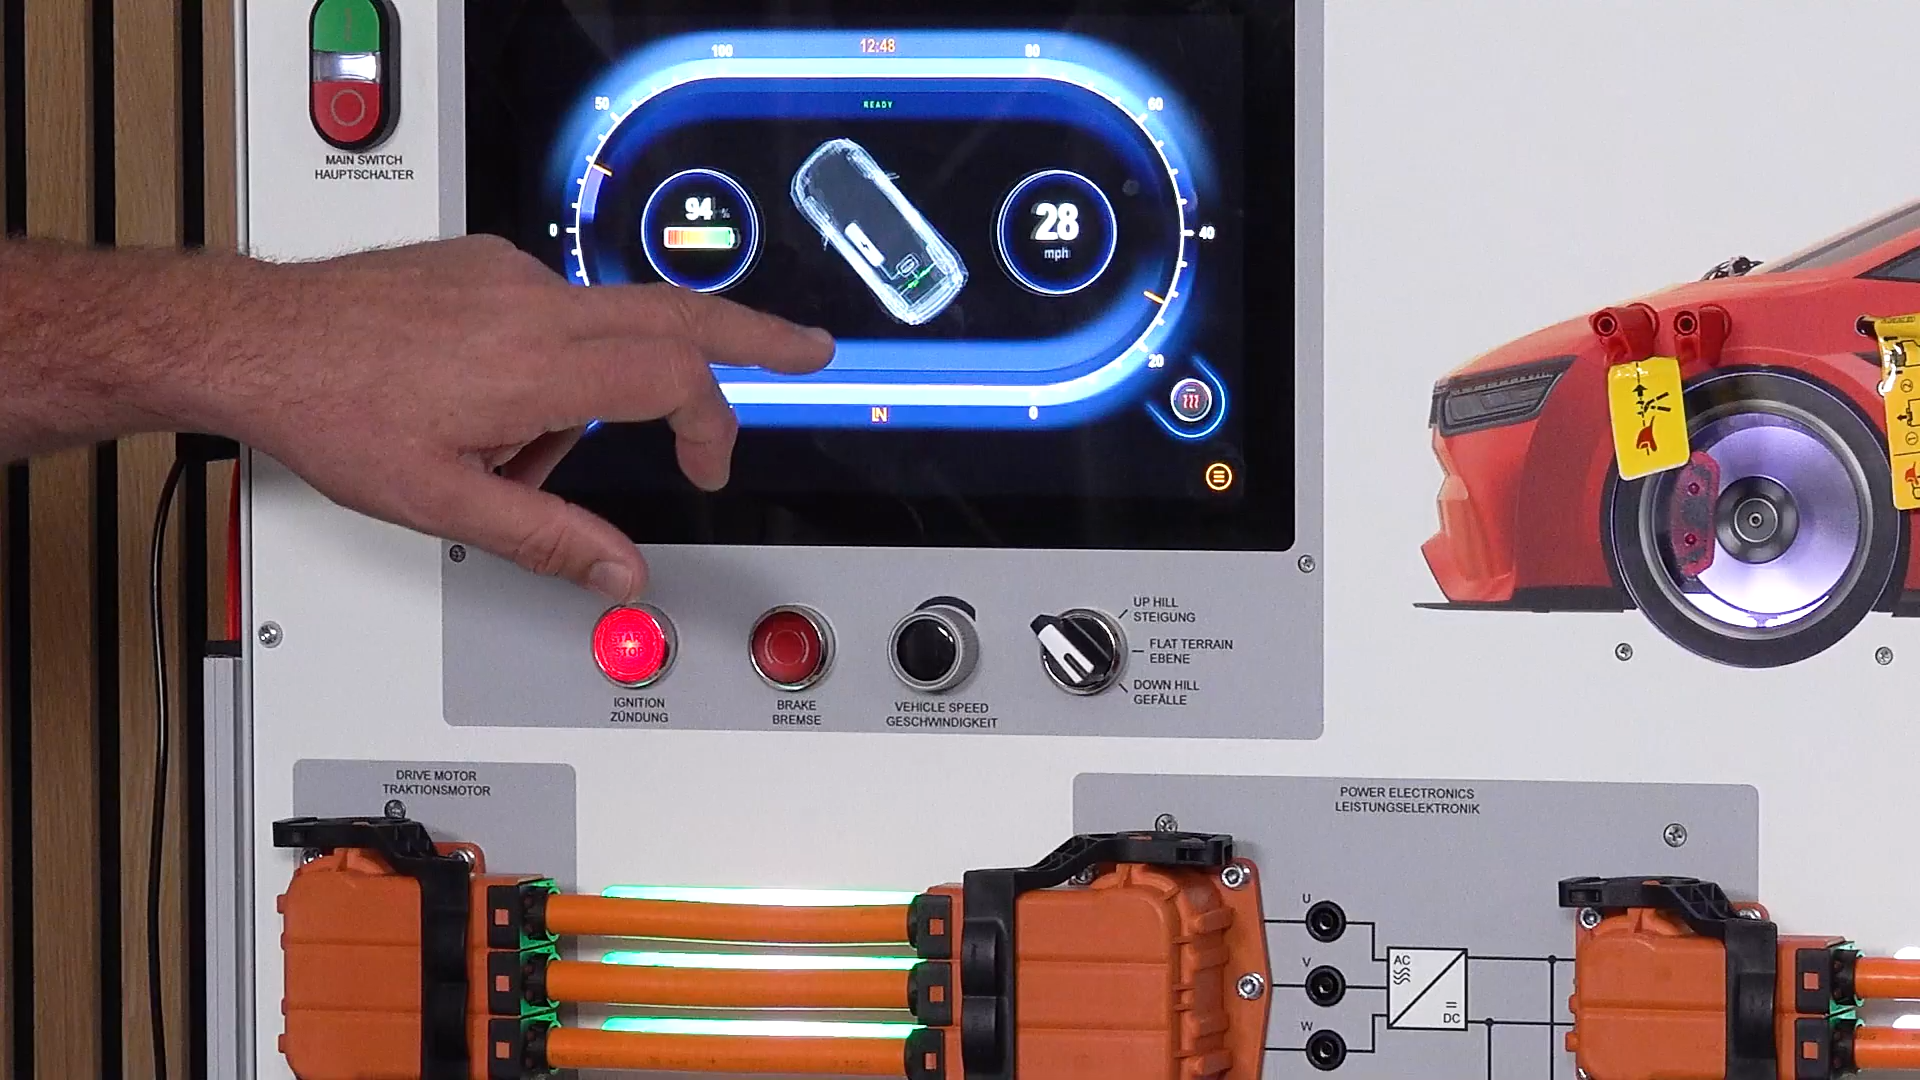 MAIN SWITCH
HAUPTSCHALTER
100
12:48
80
50
READY
60
94 %
28
mph
0
40
20
IN
0
START
STOP
IGNITION
ZÜNDUNG
BRAKE
BREMSE
VEHICLE SPEED
GESCHWINDIGKEIT
UP HILL
STEIGUNG
FLAT TERRAIN
EBENE
DOWN HILL
GEFÄLLE
DRIVE MOTOR
TRAKTIONSMOTOR
POWER ELECTRONICS
LEISTUNGSELEKTRONIK
U
V
W
AC
DC